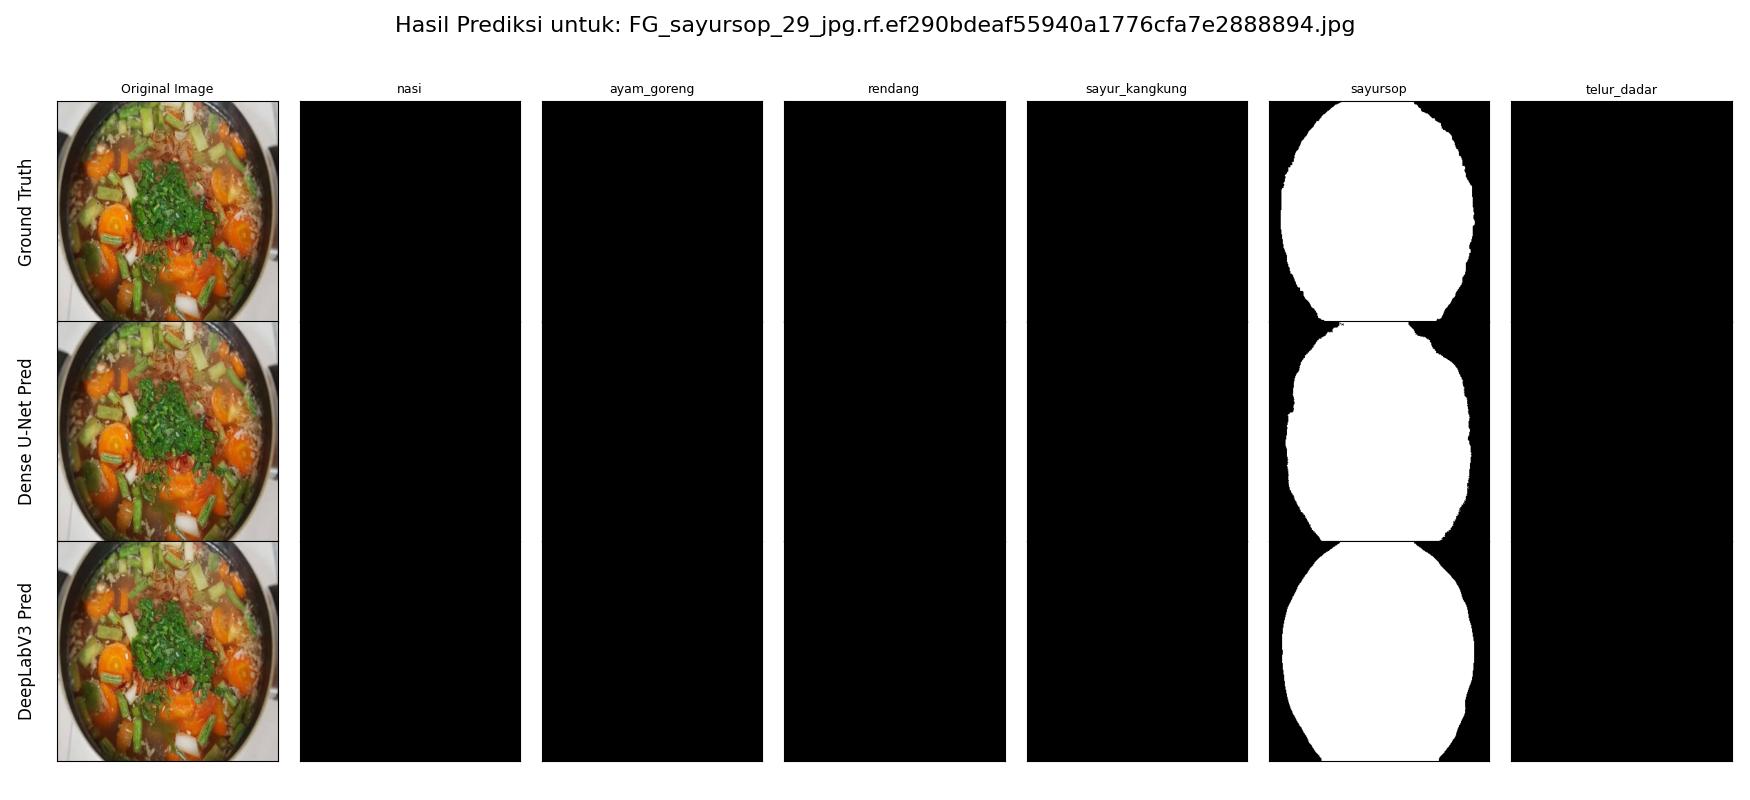 Hasil Prediksi untuk: FG_sayursop_29_jpg.rf.ef290bdeaf55940a1776cfa7e2888894.jpg
Original Image nasi ayam_goreng rendang sayur_kangkung sayursop telur_dadar
Ground Truth
Dense U-Net Pred
DeepLabV3 Pred